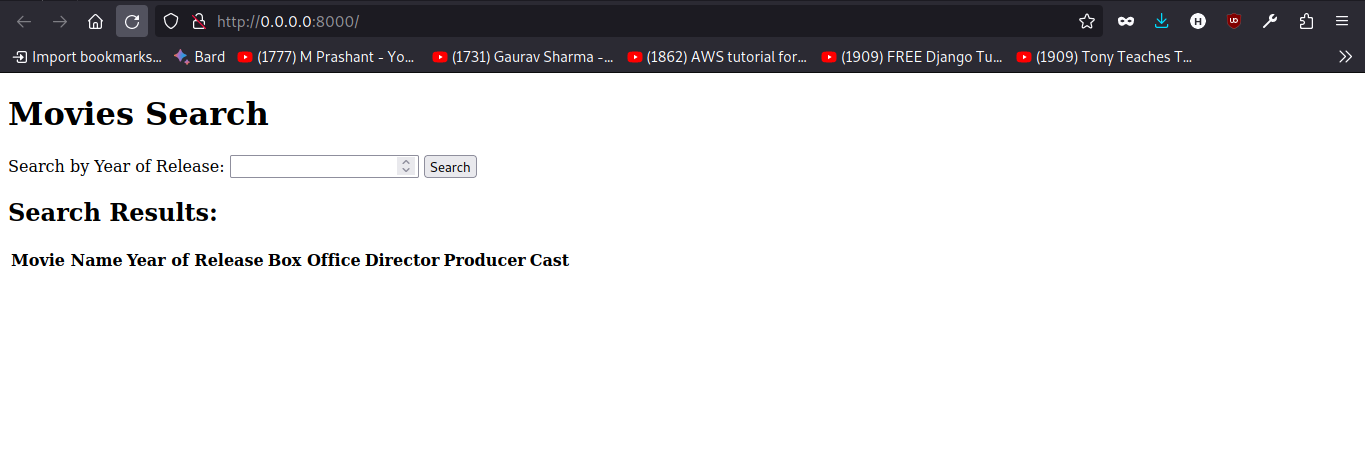 http://0.0.0.0:8000/
Import bookmarks... Bard (1777) M Prashant - Yo... (1731) Gaurav Sharma -... (1862) AWS tutorial for... (1909) FREE Django Tu... (1909) Tony Teaches T...
Movies Search
Search by Year of Release: Search
Search Results:
Movie Name Year of Release Box Office Director Producer Cast